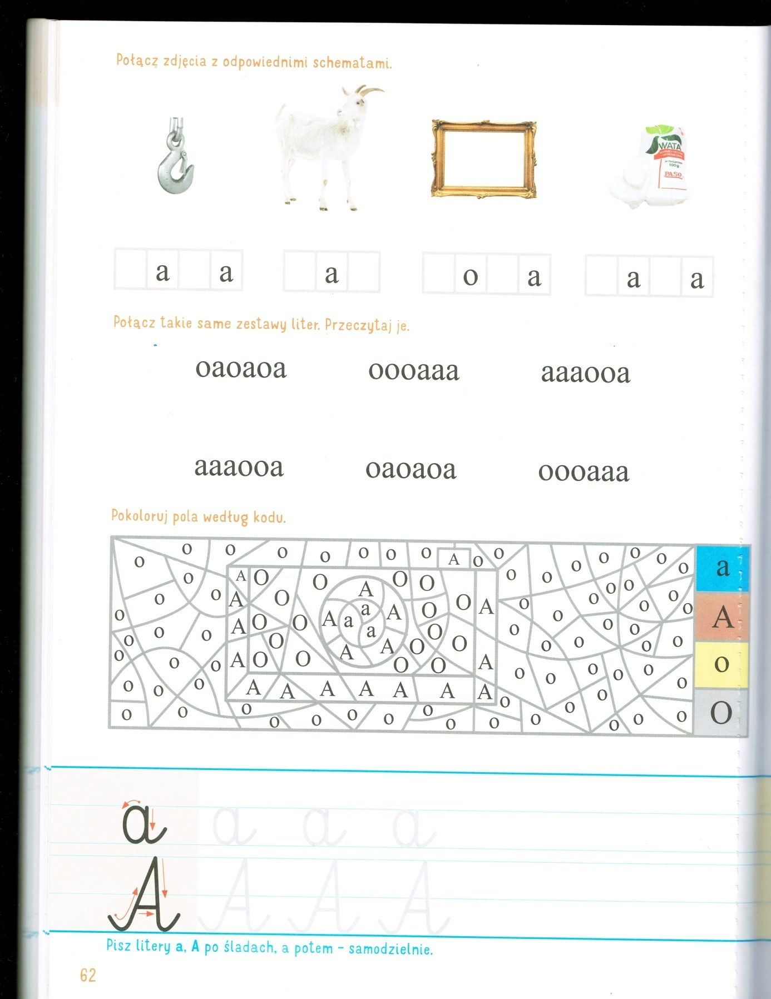 Połącz zdjęcia z odpowiednimi schematami.
WATA
100g
PASO
a a
a
o a
a a
Połącz takie same zestawy liter. Przeczytaj je.
oaoaoa oooaaa aaaooa
aaaooa oaoaoa oooaaa
Pokoloruj pola według kodu.
o o o o o o o o A o o o o o o o o
A O O O O o o a
o o o A O A O A o o o o o o o A
o A O O A a a A O o o o o
o o o A O O A A O O o o o o
o o o o A O O O O A o o o o o
o o o A A A A A A A o o o o
o o o o o o o o o o o o o o o O
a a a a
A A A A
Pisz litery a, A po śladach, a potem – samodzielnie.
62